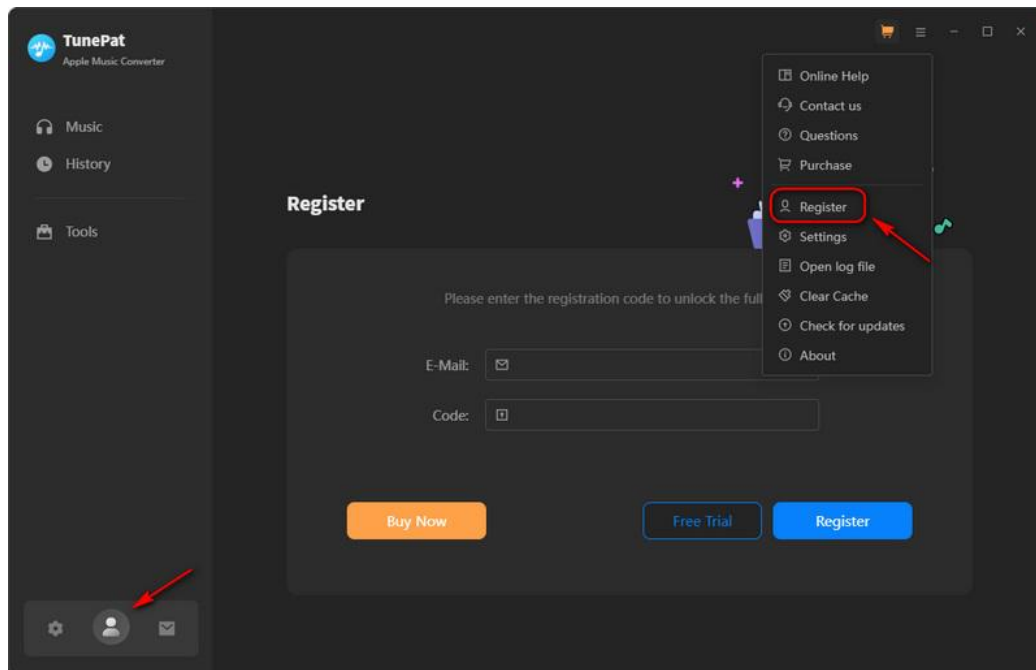 TunePat
Apple Music Converter
Music
History
Tools
Online Help
Contact us
Questions
Purchase
Register
Settings
Open log file
Clear Cache
Check for updates
About
Register
Please enter the registration code to unlock the full
E-Mail:
Code:
Buy Now
Free Trial
Register